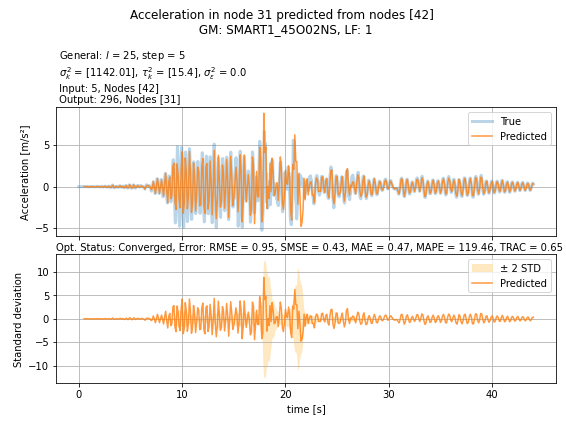 Acceleration in node 31 predicted from nodes [42]
GM: SMART1_45O02NS, LF: 1
General: l = 25, step = 5
σ²ₖ = [1142.01], τ²ₖ = [15.4], σ²ε = 0.0
Input: 5, Nodes [42]
Output: 296, Nodes [31]
Acceleration [m/s²]
5
0
−5
True
Predicted
Opt. Status: Converged, Error: RMSE = 0.95, SMSE = 0.43, MAE = 0.47, MAPE = 119.46, TRAC = 0.65
Standard deviation
10
5
0
−5
−10
± 2 STD
Predicted
0 10 20 30 40
time [s]